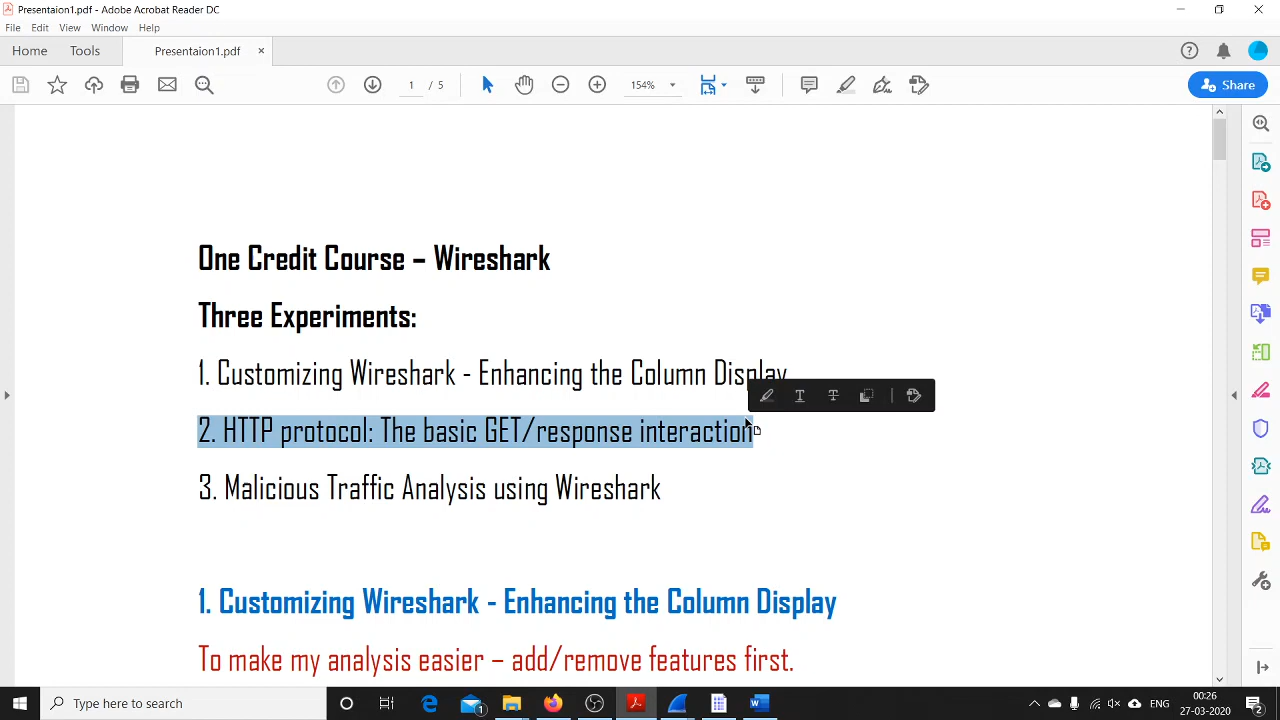 Presentaion1.pdf - Adobe Acrobat Reader DC
File Edit View Window Help
Home Tools Presentaion1.pdf ×
1 / 5 154% Share
One Credit Course – Wireshark
Three Experiments:
1. Customizing Wireshark - Enhancing the Column Display
2. HTTP protocol: The basic GET/response interaction
3. Malicious Traffic Analysis using Wireshark
1. Customizing Wireshark - Enhancing the Column Display
To make my analysis easier – add/remove features first.
Type here to search
1
ENG
00:26
27-03-2020
2